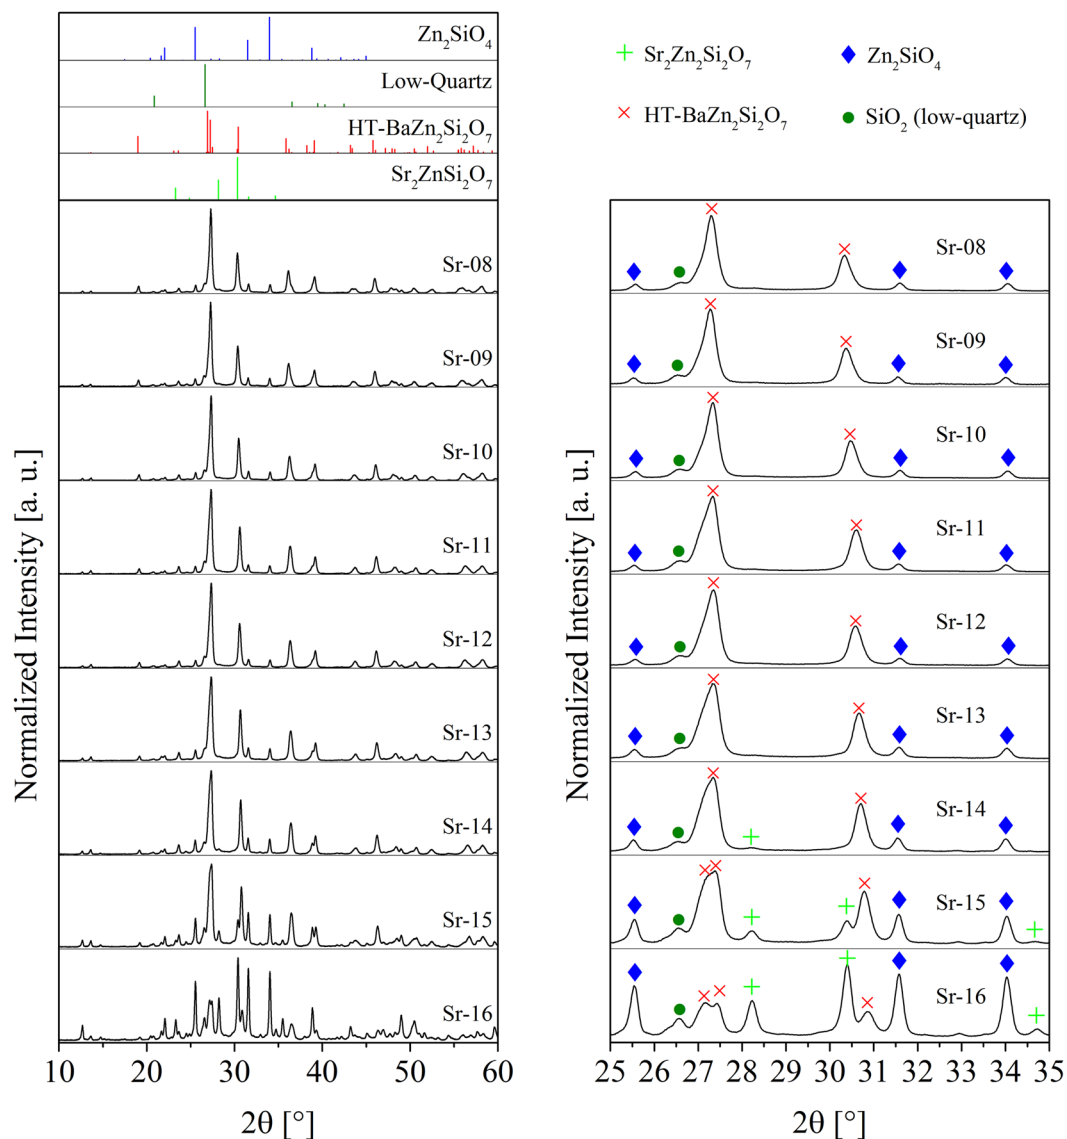 Zn₂SiO₄
Low-Quartz
HT-BaZn₂Si₂O₇
Sr₂ZnSi₂O₇
Sr-08
Sr-09
Sr-10
Sr-11
Sr-12
Sr-13
Sr-14
Sr-15
Sr-16
10 20 30 40 50 60
2θ [°]
Normalized Intensity [a. u.]
Sr₂Zn₂Si₂O₇
Zn₂SiO₄
HT-BaZn₂Si₂O₇
SiO₂ (low-quartz)
Sr-08
Sr-09
Sr-10
Sr-11
Sr-12
Sr-13
Sr-14
Sr-15
Sr-16
25 26 27 28 29 30 31 32 33 34 35
2θ [°]
Normalized Intensity [a. u.]